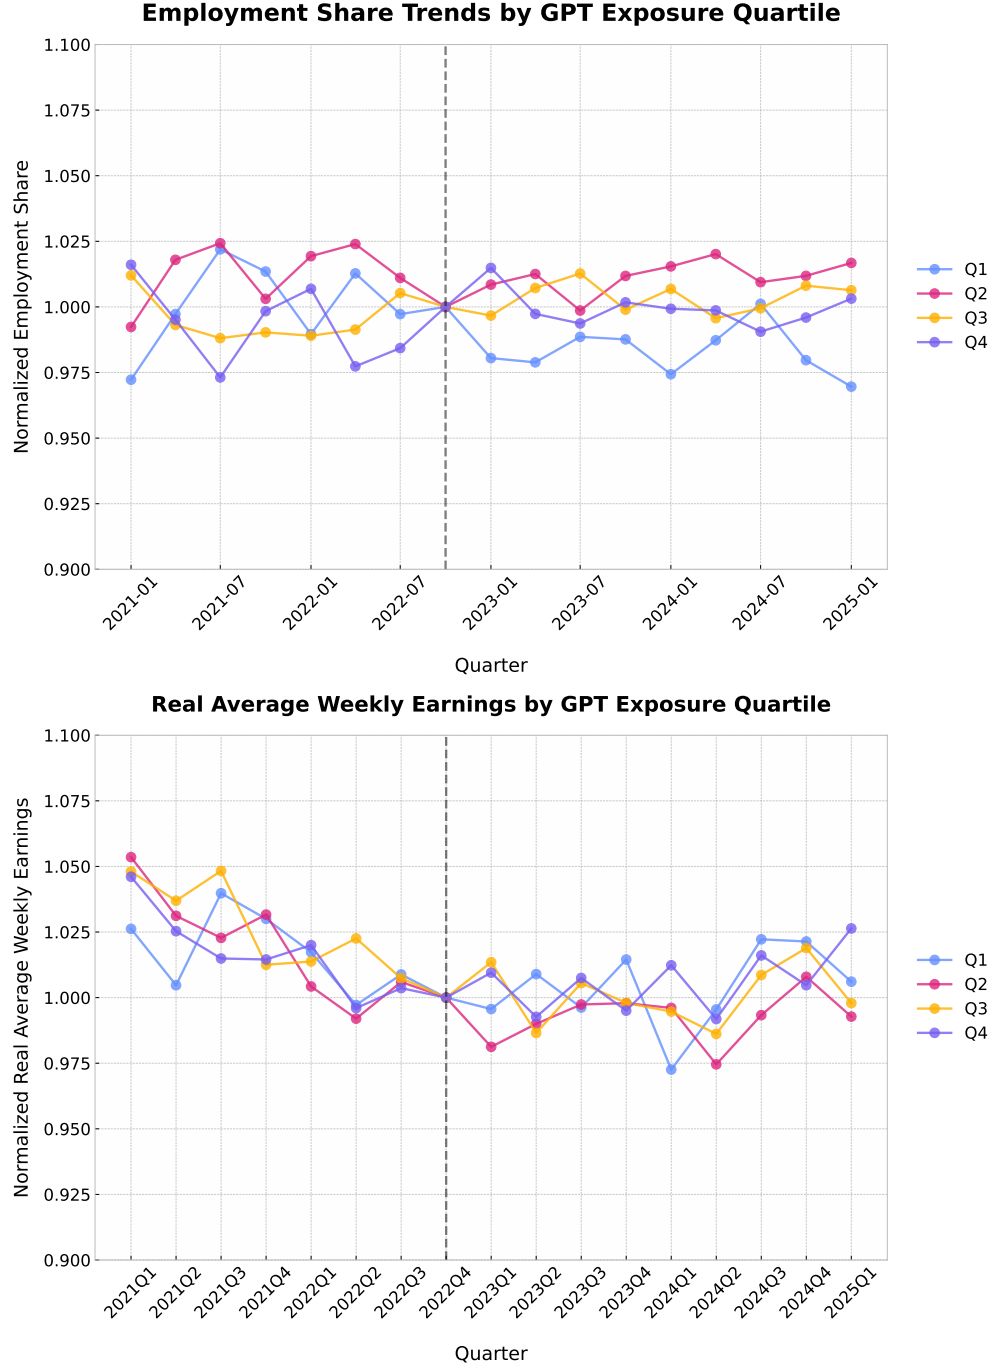 Employment Share Trends by GPT Exposure Quartile
Normalized Employment Share
1.100
1.075
1.050
1.025
1.000
0.975
0.950
0.925
0.900
2021-01
2021-07
2022-01
2022-07
2023-01
2023-07
2024-01
2024-07
2025-01
Quarter
Q1
Q2
Q3
Q4
Real Average Weekly Earnings by GPT Exposure Quartile
Normalized Real Average Weekly Earnings
1.100
1.075
1.050
1.025
1.000
0.975
0.950
0.925
0.900
2021Q1
2021Q2
2021Q3
2021Q4
2022Q1
2022Q2
2022Q3
2022Q4
2023Q1
2023Q2
2023Q3
2023Q4
2024Q1
2024Q2
2024Q3
2024Q4
2025Q1
Quarter
Q1
Q2
Q3
Q4